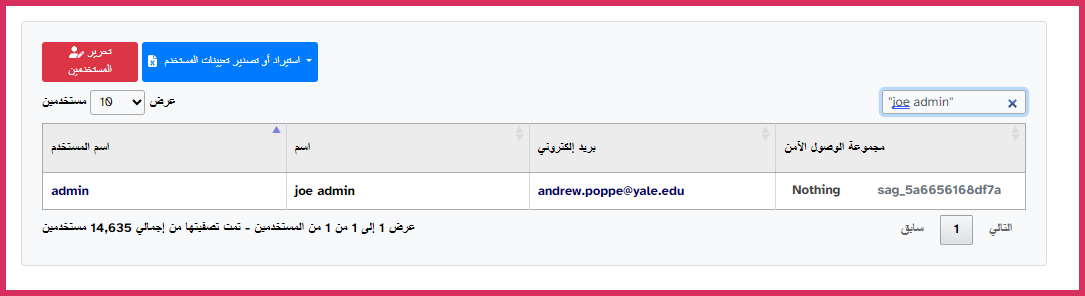 تحرير
المستخدمين
استيراد أو تصدير تعيينات المستخدم
عرض 10 مستخدمين
"joe admin"
اسم المستخدم اسم بريد إلكتروني مجموعة الوصول الآمن
admin joe admin andrew.poppe@yale.edu Nothing sag_5a6656168df7a
عرض 1 إلى 1 من 1 من المستخدمين - تمت تصفيتها من إجمالي 14,635 مستخدمين
سابق 1 التالي